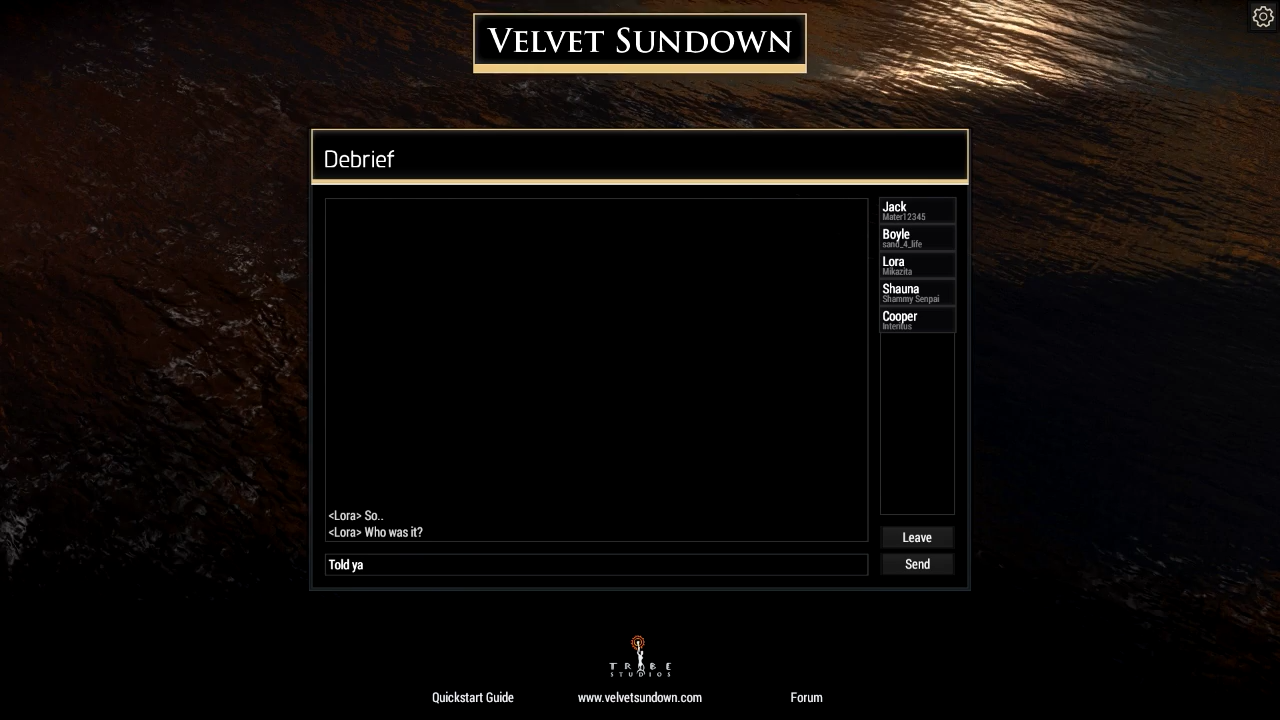 VELVET SUNDOWN
Debrief
Jack
Mater12345
Boyle
sand_4_life
Lora
Mikazita
Shauna
Shammy Senpai
Cooper
Interitus
<Lora> So..
<Lora> Who was it?
Leave
Told ya
Send
TRIBE
STUDIOS
Quickstart Guide
www.velvetsundown.com
Forum